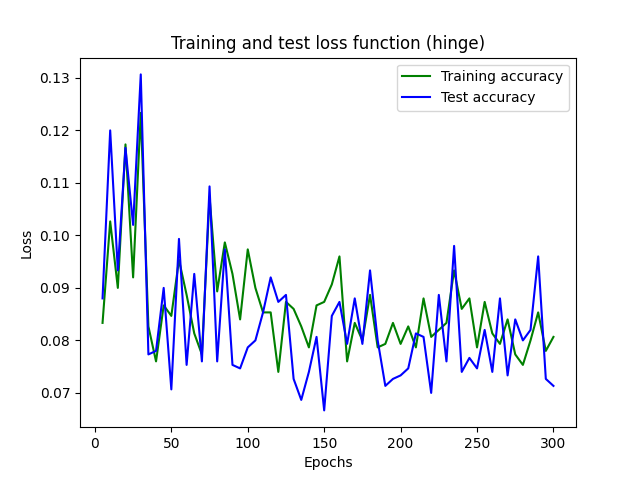 Training and test loss function (hinge)
Training accuracy
Test accuracy
0.13
0.12
0.11
0.10
0.09
0.08
0.07
Loss
0 50 100 150 200 250 300
Epochs